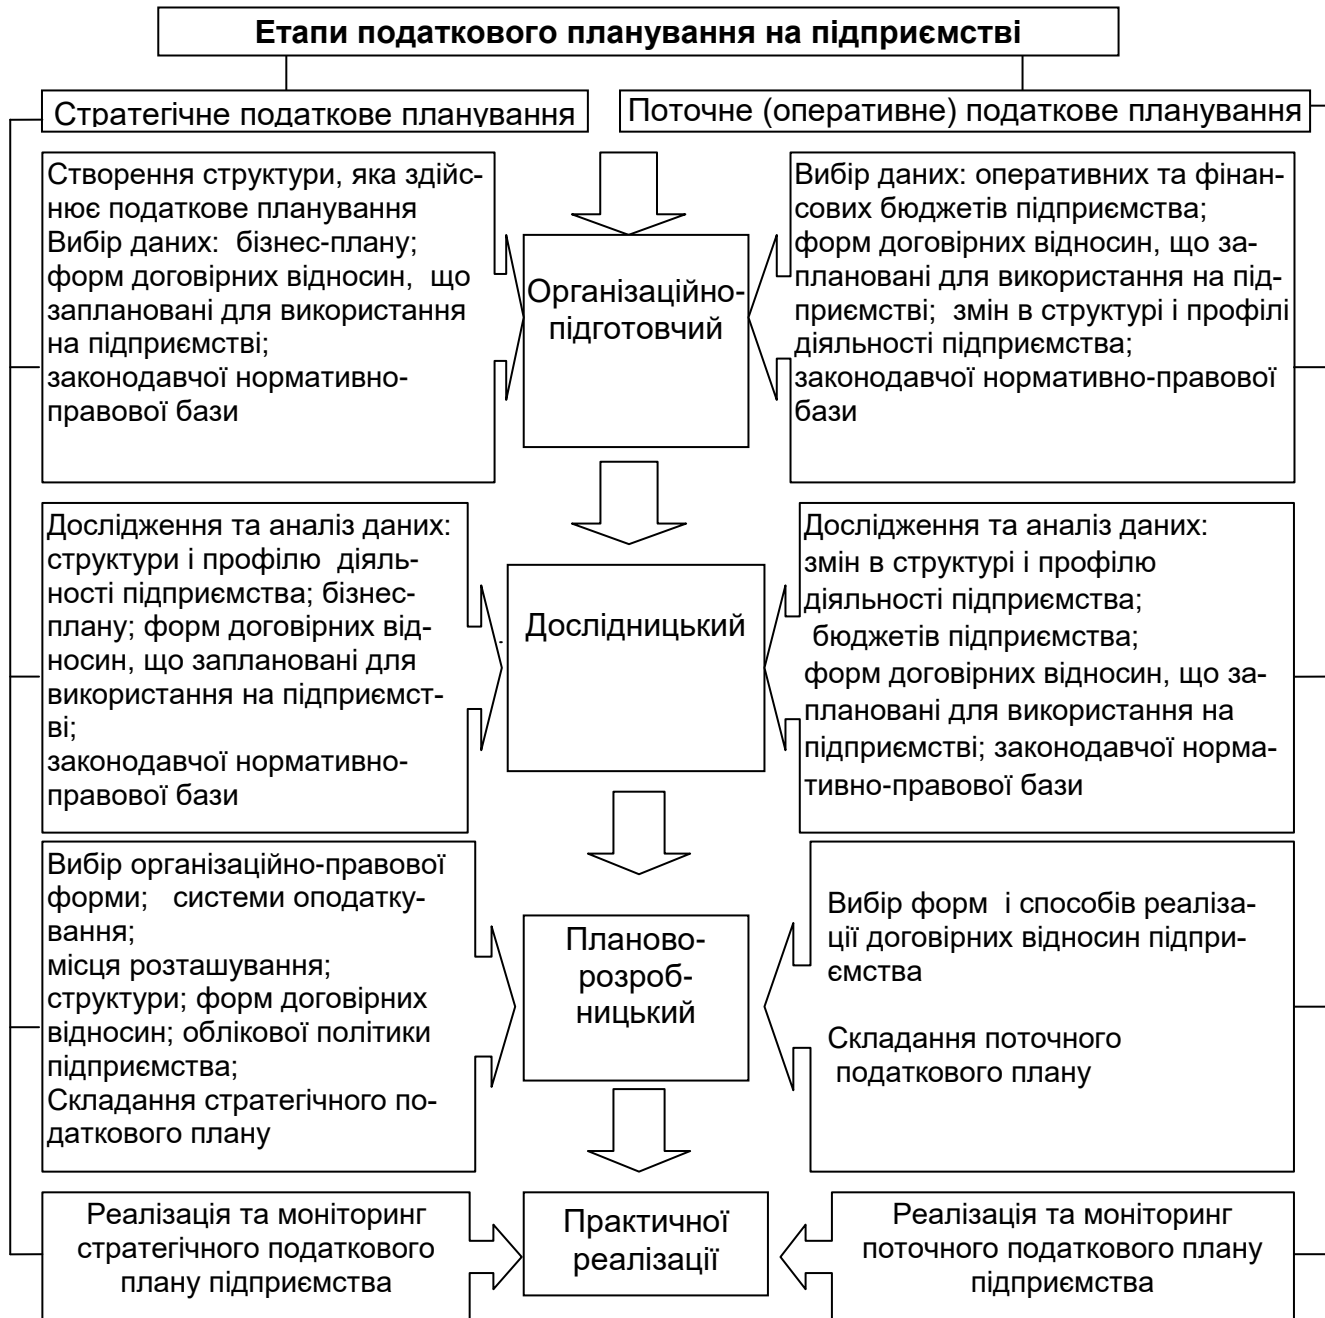 Етапи податкового планування на підприємстві
Стратегічне податкове планування
Поточне (оперативне) податкове планування
Створення структури, яка здійс-
нює податкове планування
Вибір даних: бізнес-плану;
форм договірних відносин, що
заплановані для використання
на підприємстві;
законодавчої нормативно-
правової бази
Організаційно-
підготовчий
Вибір даних: оперативних та фінан-
сових бюджетів підприємства;
форм договірних відносин, що за-
плановані для використання на під-
приємстві; змін в структурі і профілі
діяльності підприємства;
законодавчої нормативно-правової
бази
Дослідження та аналіз даних:
структури і профілю діяль-
ності підприємства; бізнес-
плану; форм договірних від-
носин, що заплановані для
використання на підприємст-
ві;
законодавчої нормативно-
правової бази
Дослідницький
Дослідження та аналіз даних:
змін в структурі і профілю
діяльності підприємства;
бюджетів підприємства;
форм договірних відносин, що за-
плановані для використання на
підприємстві; законодавчої норма-
тивно-правової бази
Вибір організаційно-правової
форми; системи оподатку-
вання;
місця розташування;
структури; форм договірних
відносин; облікової політики
підприємства;
Складання стратегічного по-
даткового плану
Планово-
розроб-
ницький
Вибір форм і способів реаліза-
ції договірних відносин підпри-
ємства
Складання поточного
податкового плану
Реалізація та моніторинг
стратегічного податкового
плану підприємства
Практичної
реалізації
Реалізація та моніторинг
поточного податкового плану
підприємства